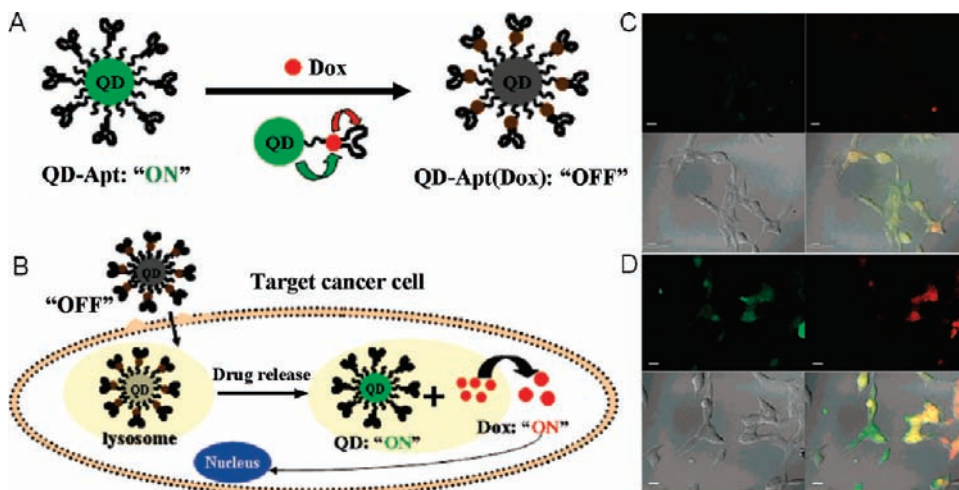 A
QD
Dox
QD
QD
QD-Apt: “ON”
QD-Apt(Dox): “OFF”
B
QD
“OFF”
Target cancer cell
QD
Drug release
QD
+
lysosome
QD: “ON”
Dox: “ON”
Nucleus
C
D